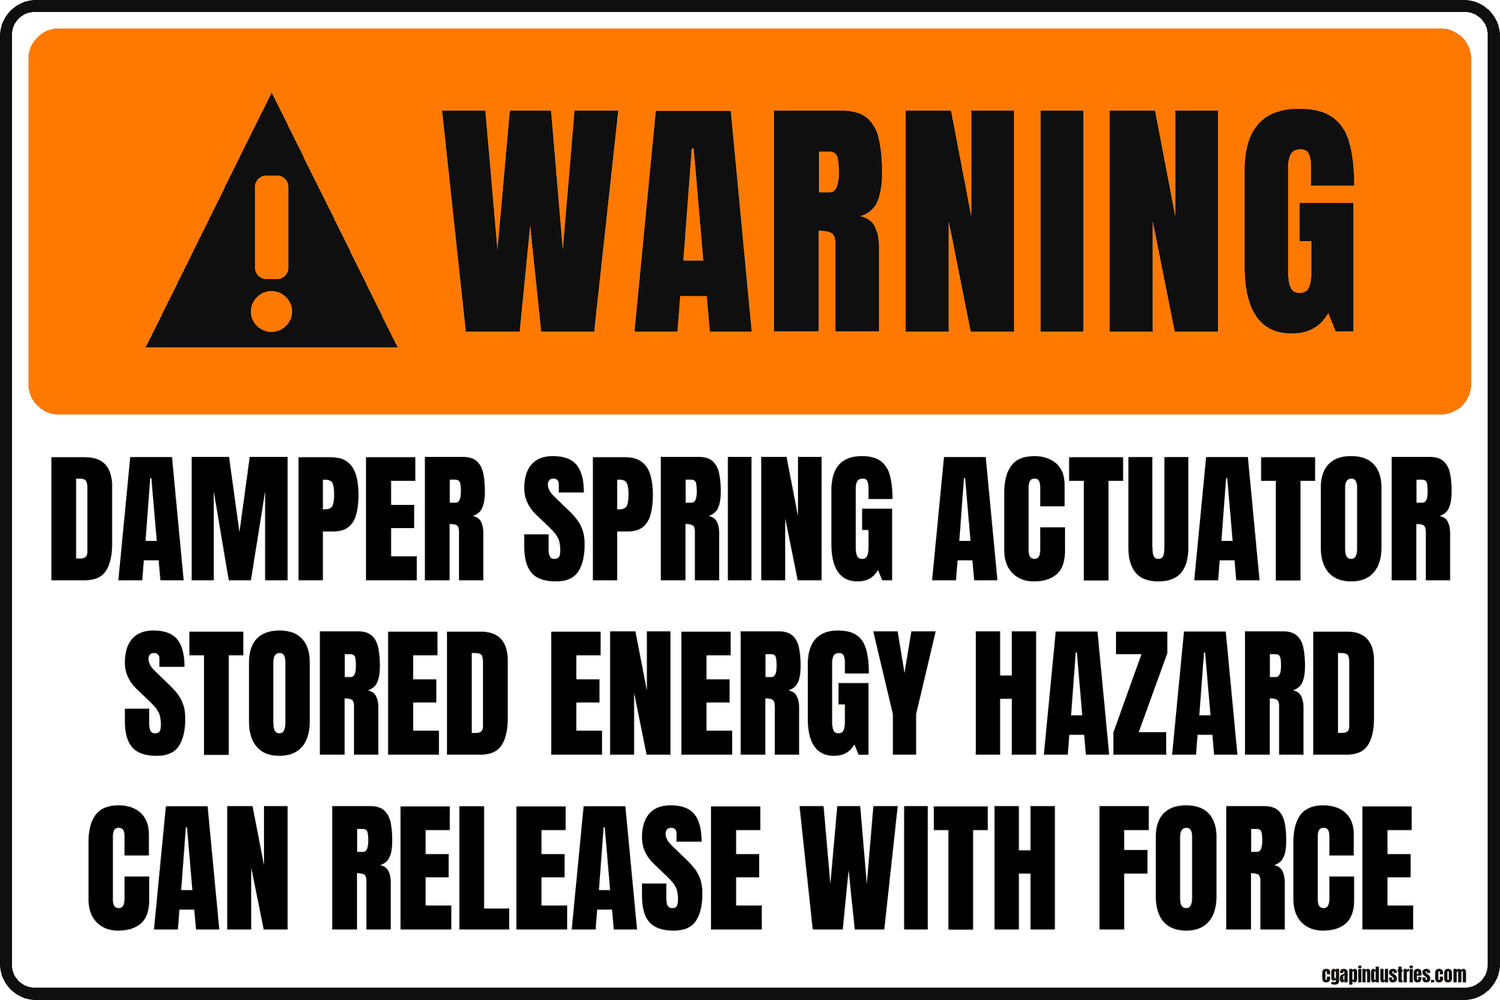 WARNING
DAMPER SPRING ACTUATOR
STORED ENERGY HAZARD
CAN RELEASE WITH FORCE
cgapindustries.com